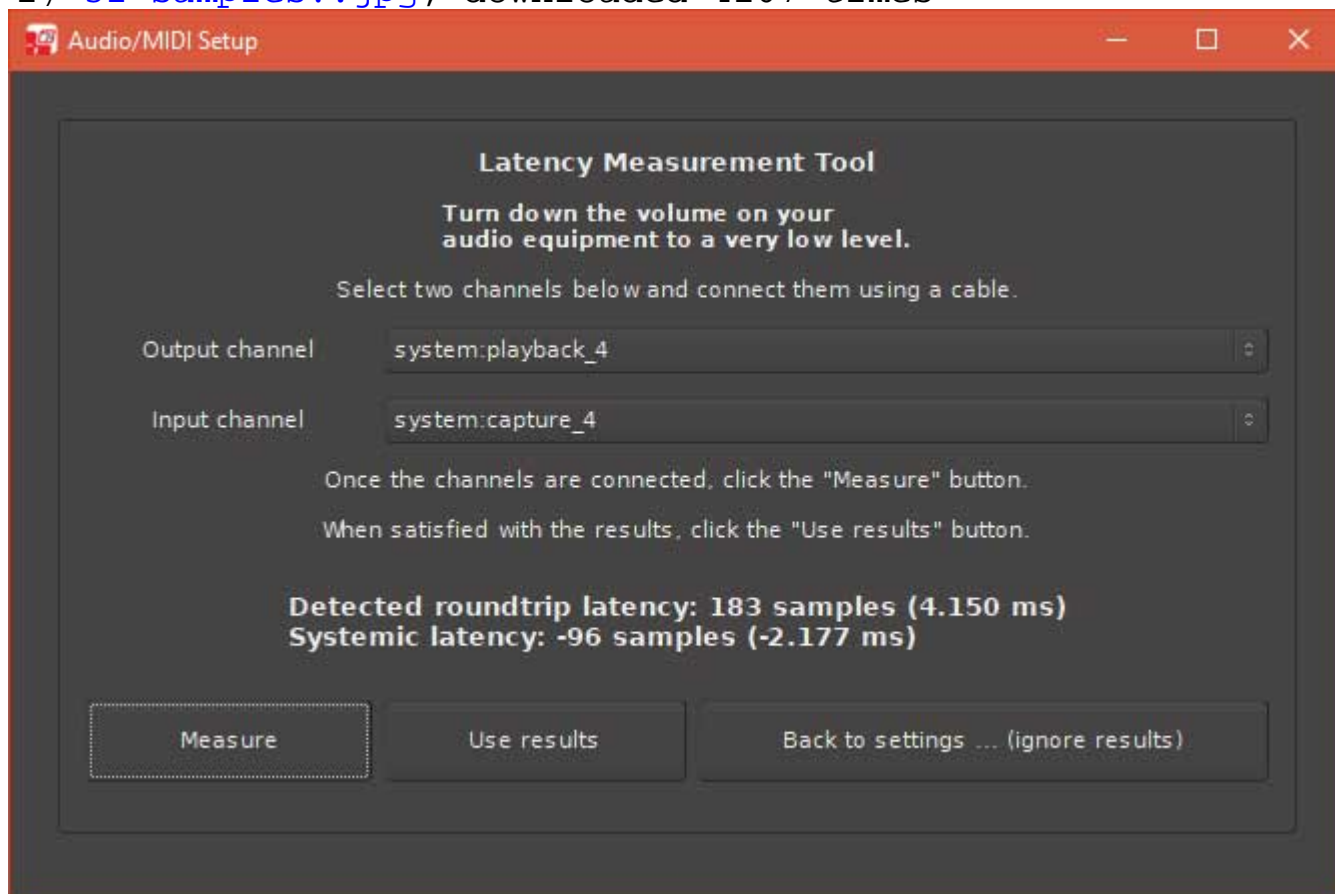 Audio/MIDI Setup
Latency Measurement Tool
Turn down the volume on your
audio equipment to a very low level.
Select two channels below and connect them using a cable.
Output channel system:playback_4
Input channel system:capture_4
Once the channels are connected, click the "Measure" button.
When satisfied with the results, click the "Use results" button.
Detected roundtrip latency: 183 samples (4.150 ms)
Systemic latency: -96 samples (-2.177 ms)
Measure Use results Back to settings ... (ignore results)